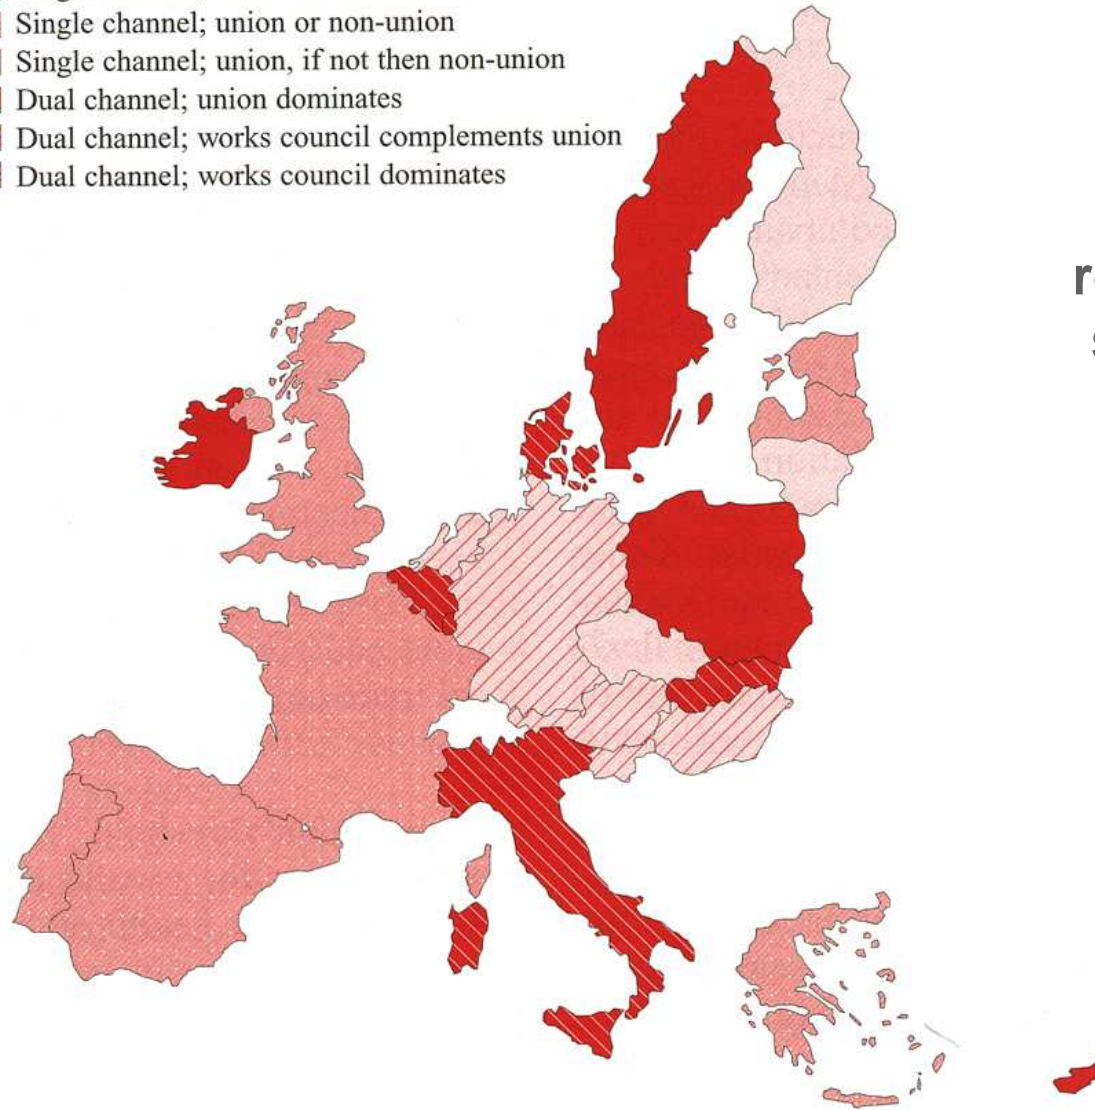 Single channel; union or non-union
Single channel; union, if not then non-union
Dual channel; union dominates
Dual channel; works council complements union
Dual channel; works council dominates